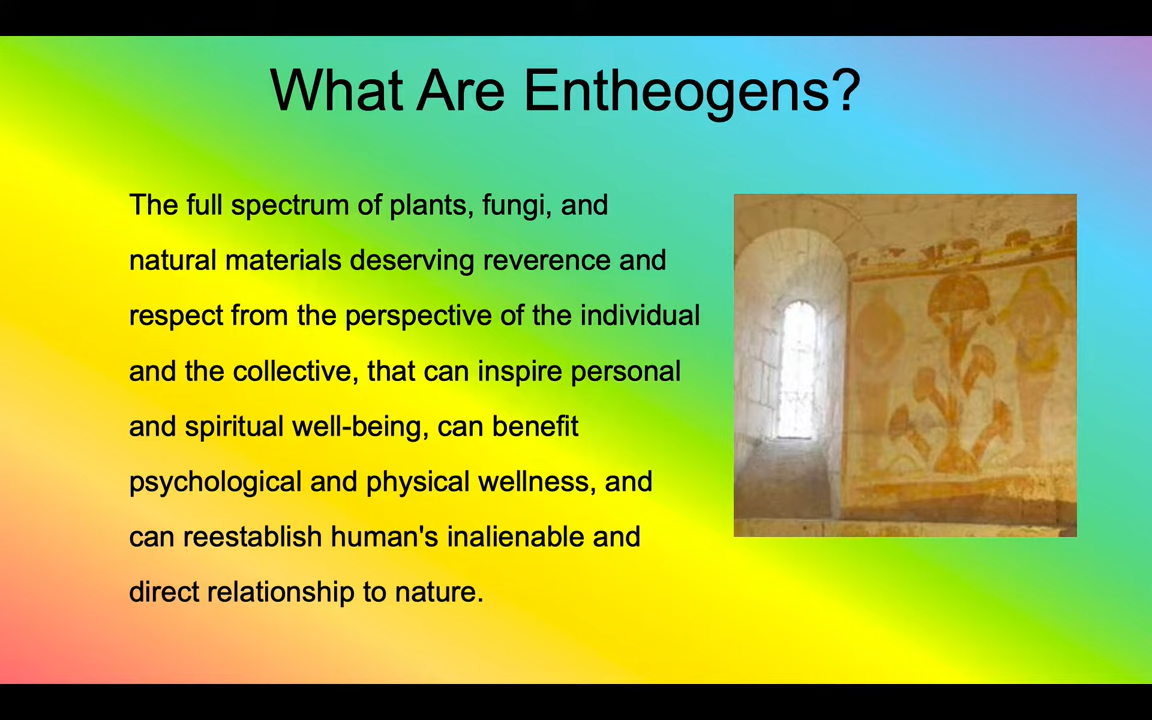 What Are Entheogens?
The full spectrum of plants, fungi, and
natural materials deserving reverence and
respect from the perspective of the individual
and the collective, that can inspire personal
and spiritual well-being, can benefit
psychological and physical wellness, and
can reestablish human's inalienable and
direct relationship to nature.